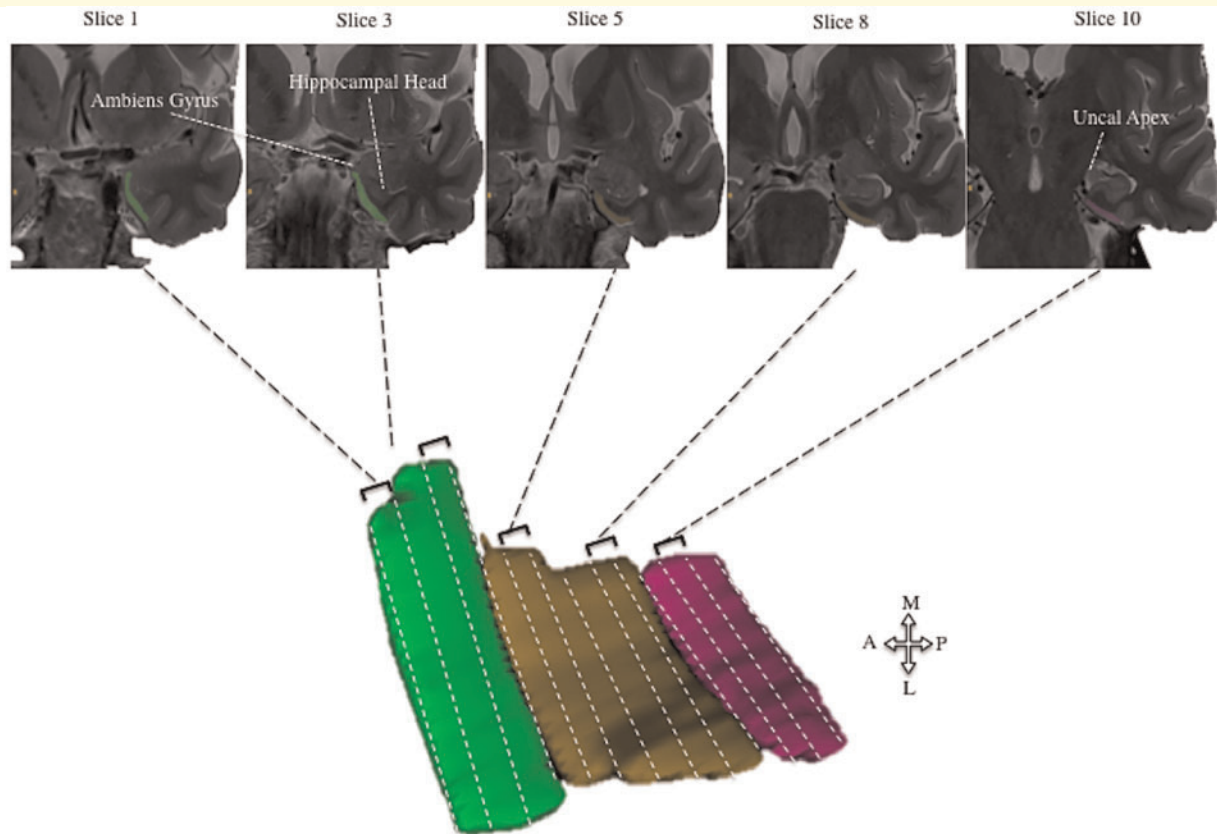 Slice 1
Slice 3
Slice 5
Slice 8
Slice 10
Hippocampal Head
Ambiens Gyrus
Uncal Apex
M
A
P
L